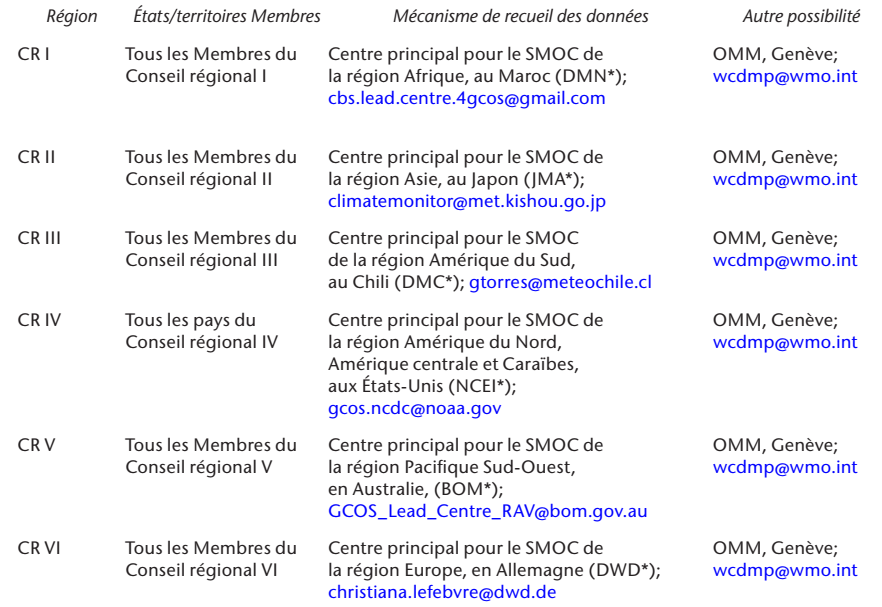 Région États/territoires Membres Mécanisme de recueil des données Autre possibilité
CR I Tous les Membres du Centre principal pour le SMOC de OMM, Genève;
Conseil régional I la région Afrique, au Maroc (DMN*); wcdmp@wmo.int
cbs.lead.centre.4gcos@gmail.com
CR II Tous les Membres du Centre principal pour le SMOC de OMM, Genève;
Conseil régional II la région Asie, au Japon (JMA*); wcdmp@wmo.int
climatemonitor@met.kishou.go.jp
CR III Tous les Membres du Centre principal pour le SMOC OMM, Genève;
Conseil régional III de la région Amérique du Sud, wcdmp@wmo.int
au Chili (DMC*); gtorres@meteochile.cl
CR IV Tous les pays du Centre principal pour le SMOC de OMM, Genève;
Conseil régional IV la région Amérique du Nord, wcdmp@wmo.int
Amérique centrale et Caraïbes,
aux États-Unis (NCEI*);
gcos.ncdc@noaa.gov
CR V Tous les Membres du Centre principal pour le SMOC de OMM, Genève;
Conseil régional V la région Pacifique Sud-Ouest, wcdmp@wmo.int
en Australie, (BOM*);
GCOS_Lead_Centre_RAV@bom.gov.au
CR VI Tous les Membres du Centre principal pour le SMOC de OMM, Genève;
Conseil régional VI la région Europe, en Allemagne (DWD*); wcdmp@wmo.int
christiana.lefebvre@dwd.de